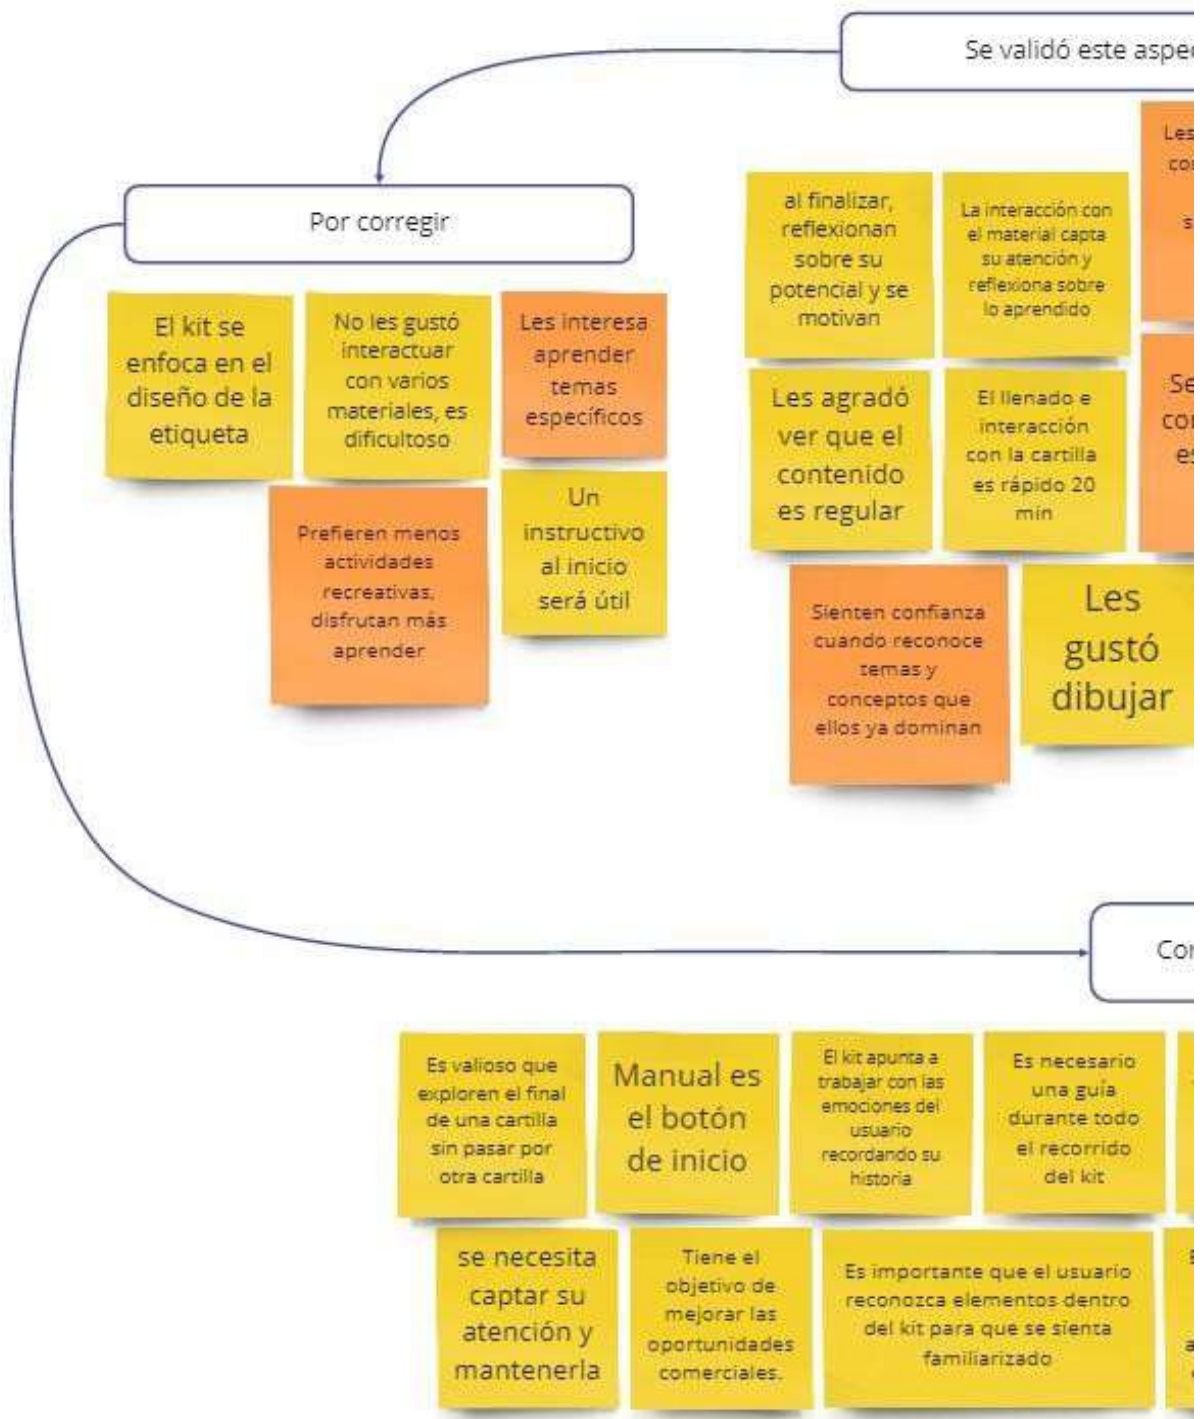 Se validó este
Por corregir
El kit se
enfoca en el
diseño de la
etiqueta
No les gustó
interactuar
con varios
materiales, es
dificultoso
Les interesa
aprender
temas
específicos
Prefieren menos
actividades
recreativas,
disfrutan más
aprender
Un
instructivo
al inicio
será útil
al finalizar,
reflexionan
sobre su
potencial y se
motivan
La interacción con
el material capta
su atención y
reflexiona sobre
lo aprendido
Les
Les agradó
ver que el
contenido
es regular
El llenado e
interacción
con la cartilla
es rápido 20
min
Se
Sienten confianza
cuando reconoce
temas y
conceptos que
ellos ya dominan
Les
gustó
dibujar
Es valioso que
exploren el final
de una cartilla
sin pasar por
otra cartilla
Manual es
el botón
de inicio
El kit apunta a
trabajar con las
emociones del
usuario
recordando su
historia
Es necesario
una guía
durante todo
el recorrido
del kit
se necesita
captar su
atención y
mantenerla
Tiene el
objetivo de
mejorar las
oportunidades
comerciales.
Es importante que el usuario
reconozca elementos dentro
del kit para que se sienta
familiarizado